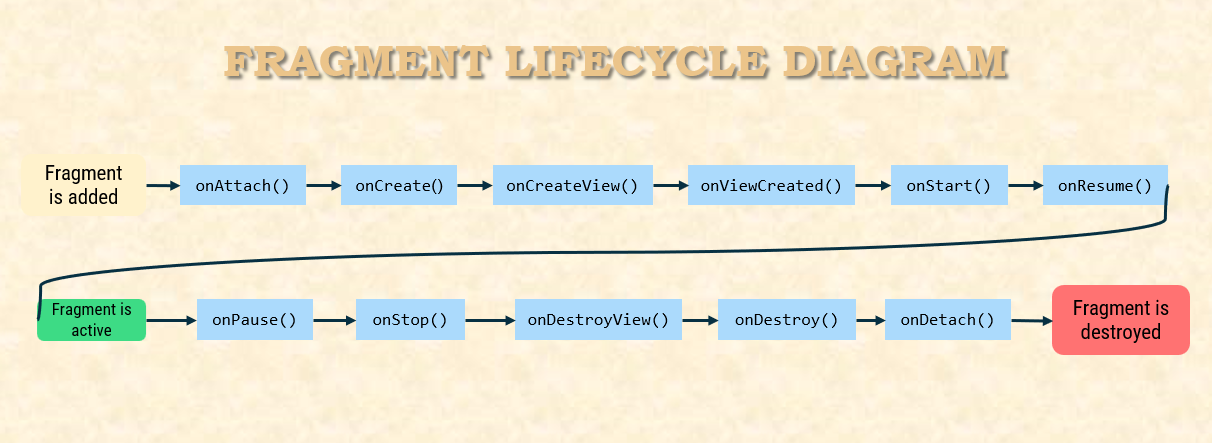 FRAGMENT LIFECYCLE DIAGRAM
Fragment
is added
onAttach()
onCreate()
onCreateView()
onViewCreated()
onStart()
onResume()
Fragment is
active
onPause()
onStop()
onDestroyView()
onDestroy()
onDetach()
Fragment is
destroyed